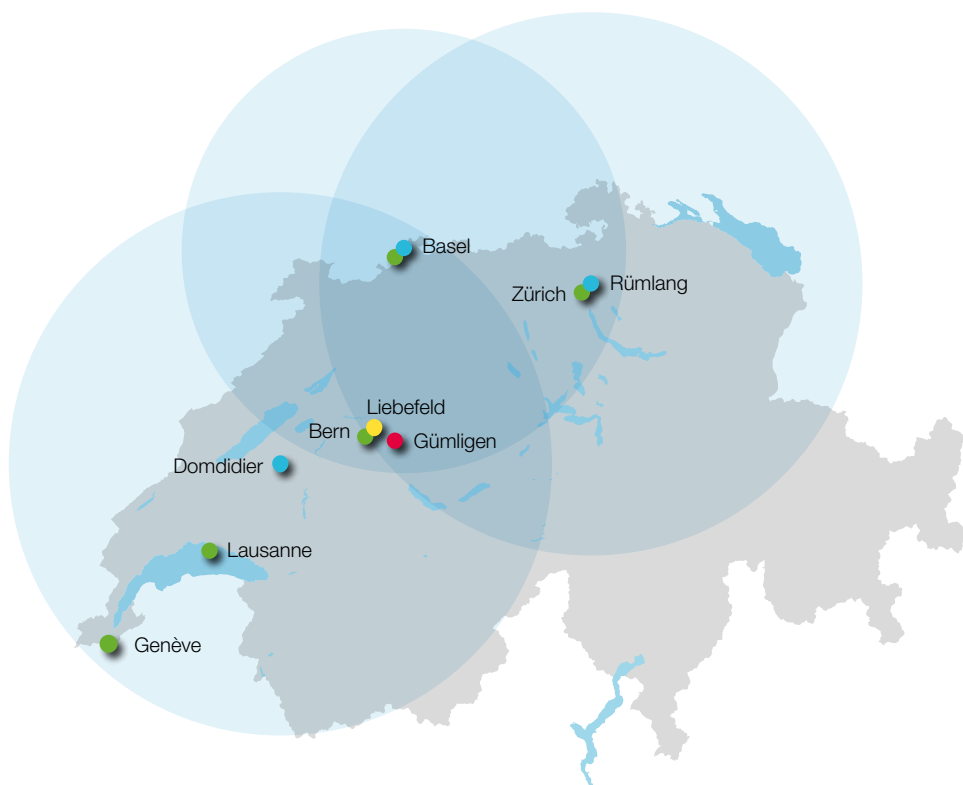 Basel
Rümlang
Zürich
Liebefeld
Bern
Gümligen
Domdidier
Lausanne
Genève